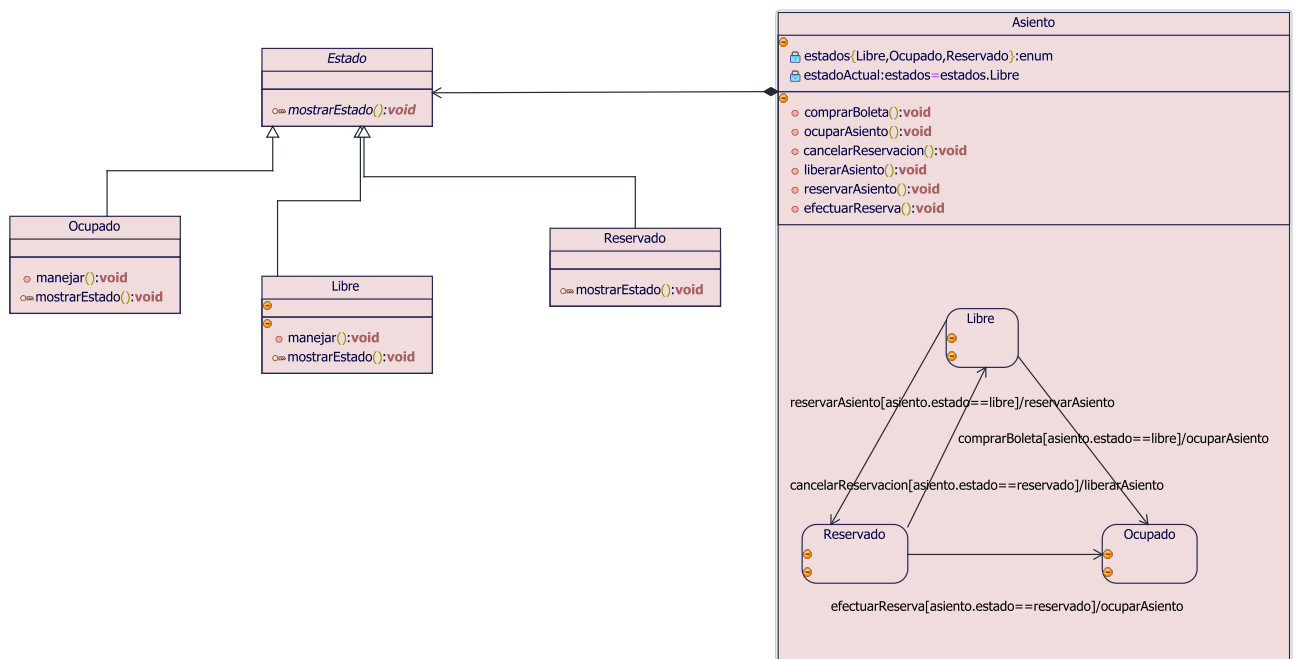 Asiento
estados{Libre,Ocupado,Reservado}:enum
estadoActual:estados=estados.Libre
comprarBoleta():void
ocuparAsiento():void
cancelarReservacion():void
liberarAsiento():void
reservarAsiento():void
efectuarReserva():void
Estado
mostrarEstado():void
Ocupado
manejar():void
mostrarEstado():void
Libre
manejar():void
mostrarEstado():void
Reservado
mostrarEstado():void
Libre
reservarAsiento[asiento.estado==libre]/reservarAsiento
comprarBoleta[asiento.estado==libre]/ocuparAsiento
cancelarReservacion[asiento.estado==reservado]/liberarAsiento
Reservado
Ocupado
efectuarReserva[asiento.estado==reservado]/ocuparAsiento